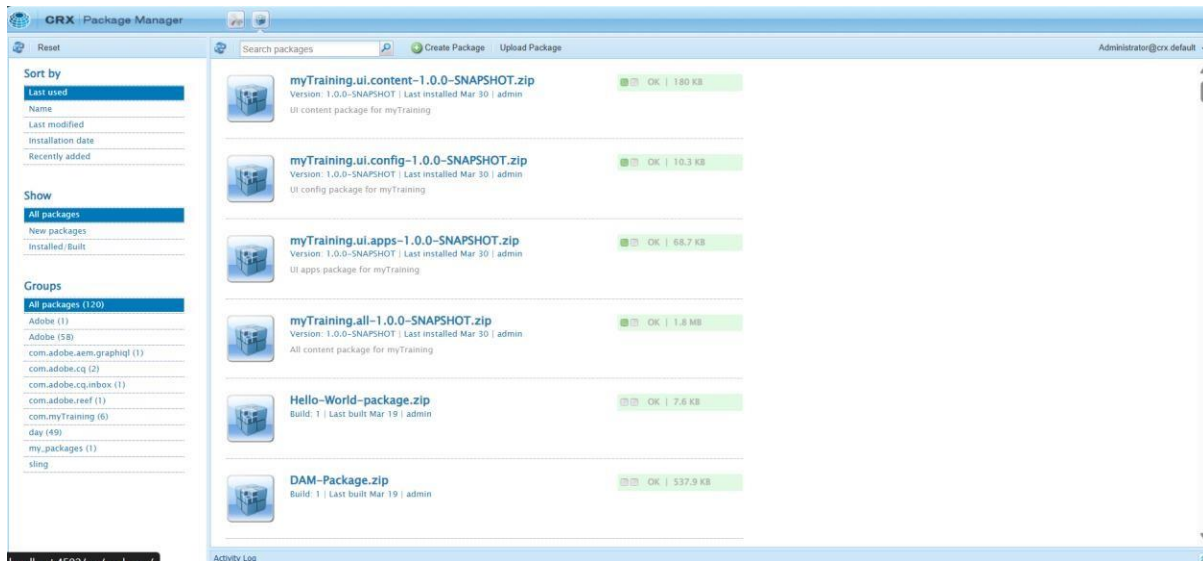 CRX Package Manager
Reset
Search packages
Create Package
Upload Package
Administrator@crx.default
Sort by
Last used
Name
Last modified
Installation date
Recently added
Show
All packages
New packages
Installed/Built
Groups
All packages (120)
Adobe (1)
Adobe (58)
com.adobe.aem.graphiql (1)
com.adobe.cq (2)
com.adobe.cq.inbox (1)
com.adobe.reef (1)
com.myTraining (6)
day (49)
my_packages (1)
sling
myTraining.ui.content-1.0.0-SNAPSHOT.zip
OK | 180 KB
Version: 1.0.0-SNAPSHOT | Last installed Mar 30 | admin
UI content package for myTraining
myTraining.ui.config-1.0.0-SNAPSHOT.zip
OK | 10.3 KB
Version: 1.0.0-SNAPSHOT | Last installed Mar 30 | admin
UI config package for myTraining
myTraining.ui.apps-1.0.0-SNAPSHOT.zip
OK | 68.7 KB
Version: 1.0.0-SNAPSHOT | Last installed Mar 30 | admin
UI apps package for myTraining
myTraining.all-1.0.0-SNAPSHOT.zip
OK | 1.8 MB
Version: 1.0.0-SNAPSHOT | Last installed Mar 30 | admin
All content package for myTraining
Hello-World-package.zip
OK | 7.6 KB
Build: 1 | Last built Mar 19 | admin
DAM-Package.zip
OK | 537.9 KB
Build: 1 | Last built Mar 19 | admin
Activity Log